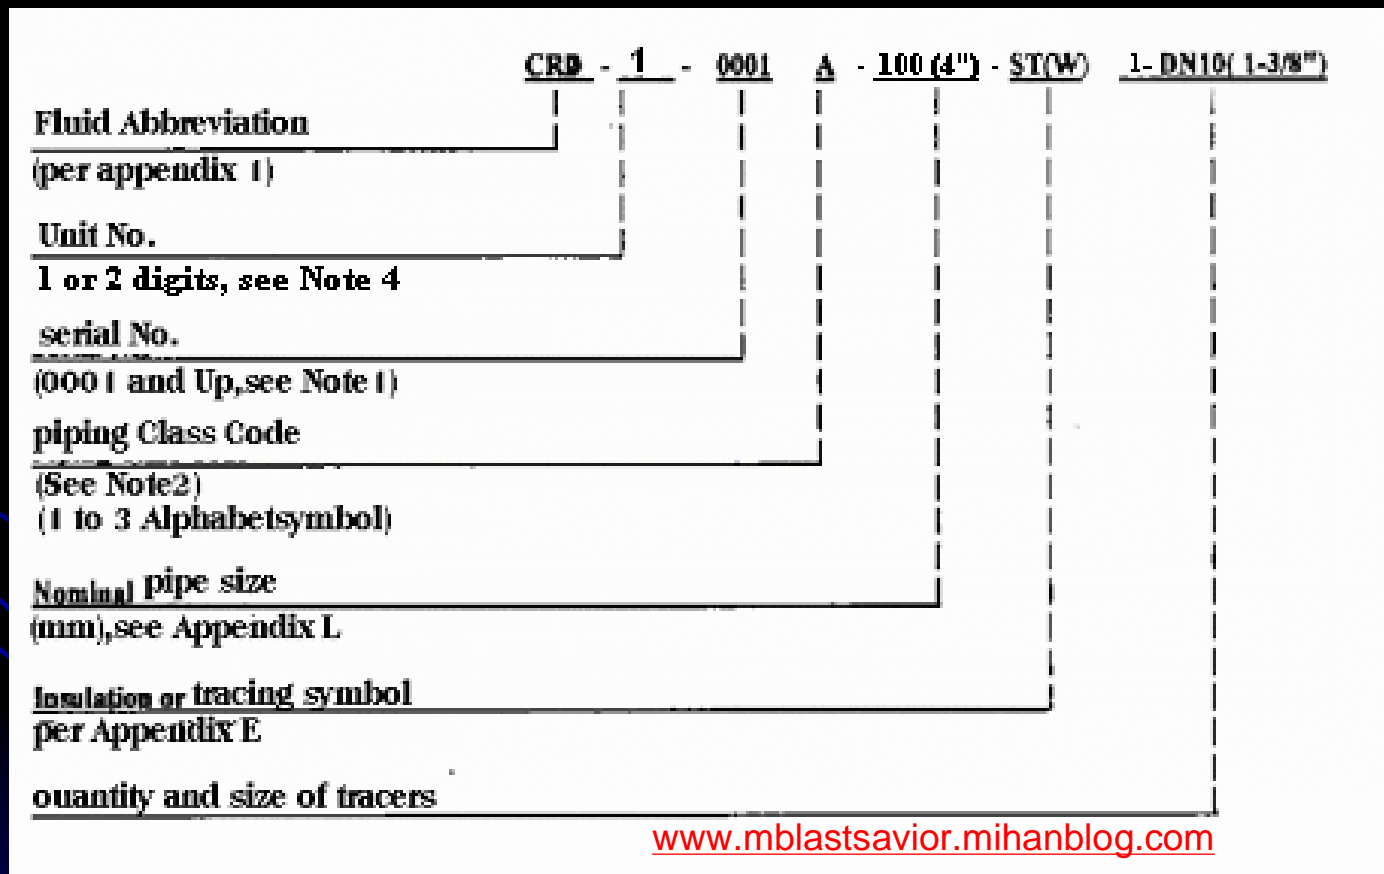 CRD - 1 - 0001 A - 100 (4") - ST(W) 1- DN10( 1-3/8")
Fluid Abbreviation
(per appendix 1)
Unit No.
1 or 2 digits, see Note 4
serial No.
(0001 and Up,see Note 1)
piping Class Code
(See Note2)
(1 to 3 Alphabetsymbol)
Nominal pipe size
(mm),see Appendix L
Insulation or tracing symbol
per Appendix E
ouantity and size of tracers
www.mblastsavior.mihanblog.com